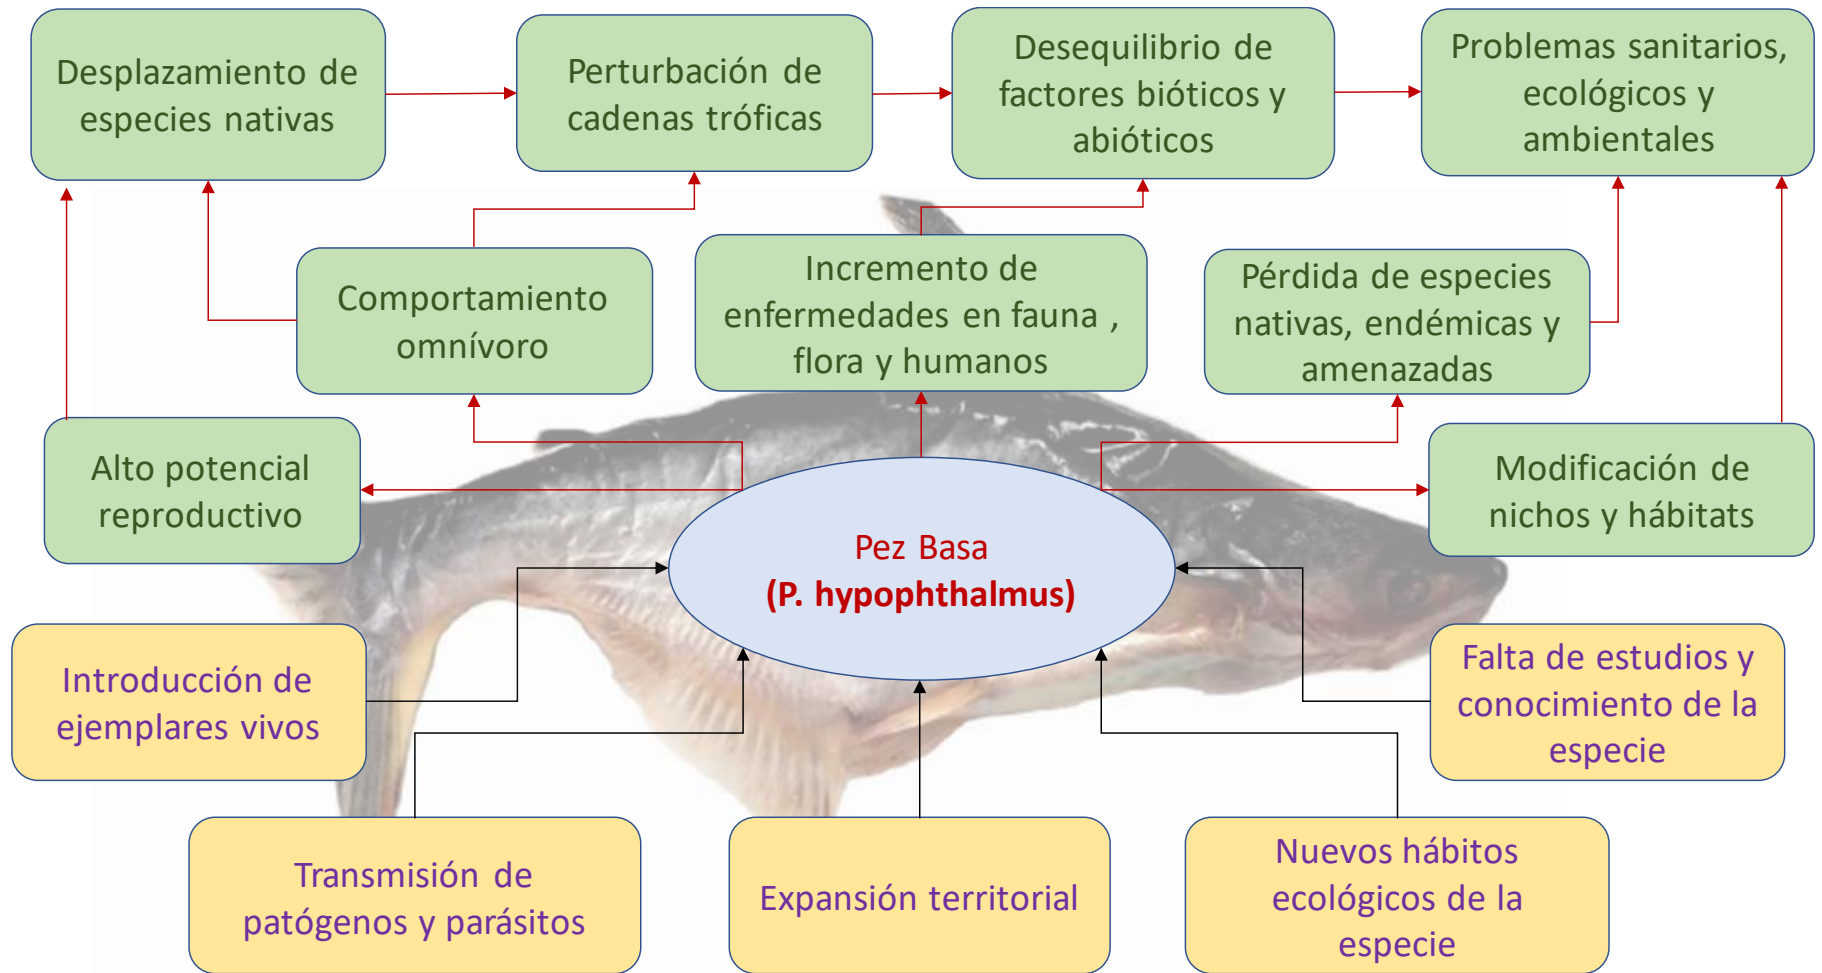 Desplazamiento de
especies nativas
Perturbación de
cadenas tróficas
Desequilibrio de
factores bióticos y
abióticos
Problemas sanitarios,
ecológicos y
ambientales
Comportamiento
omnívoro
Incremento de
enfermedades en fauna ,
flora y humanos
Pérdida de especies
nativas, endémicas y
amenazadas
Alto potencial
reproductivo
Modificación de
nichos y hábitats
Pez Basa
(P. hypophthalmus)
Introducción de
ejemplares vivos
Falta de estudios y
conocimiento de la
especie
Transmisión de
patógenos y parásitos
Expansión territorial
Nuevos hábitos
ecológicos de la
especie